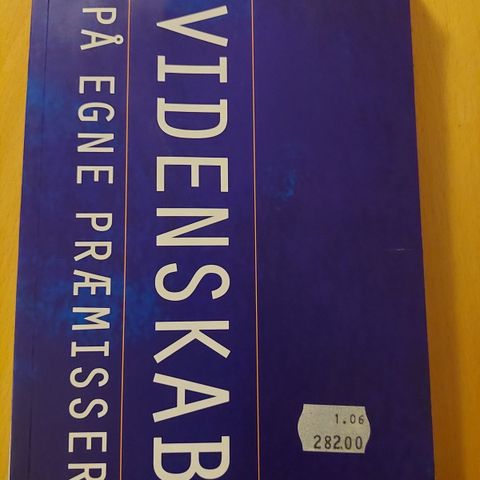 VIDENSKAB
PÅ EGNE PRÆMISSER
1.06
282.00